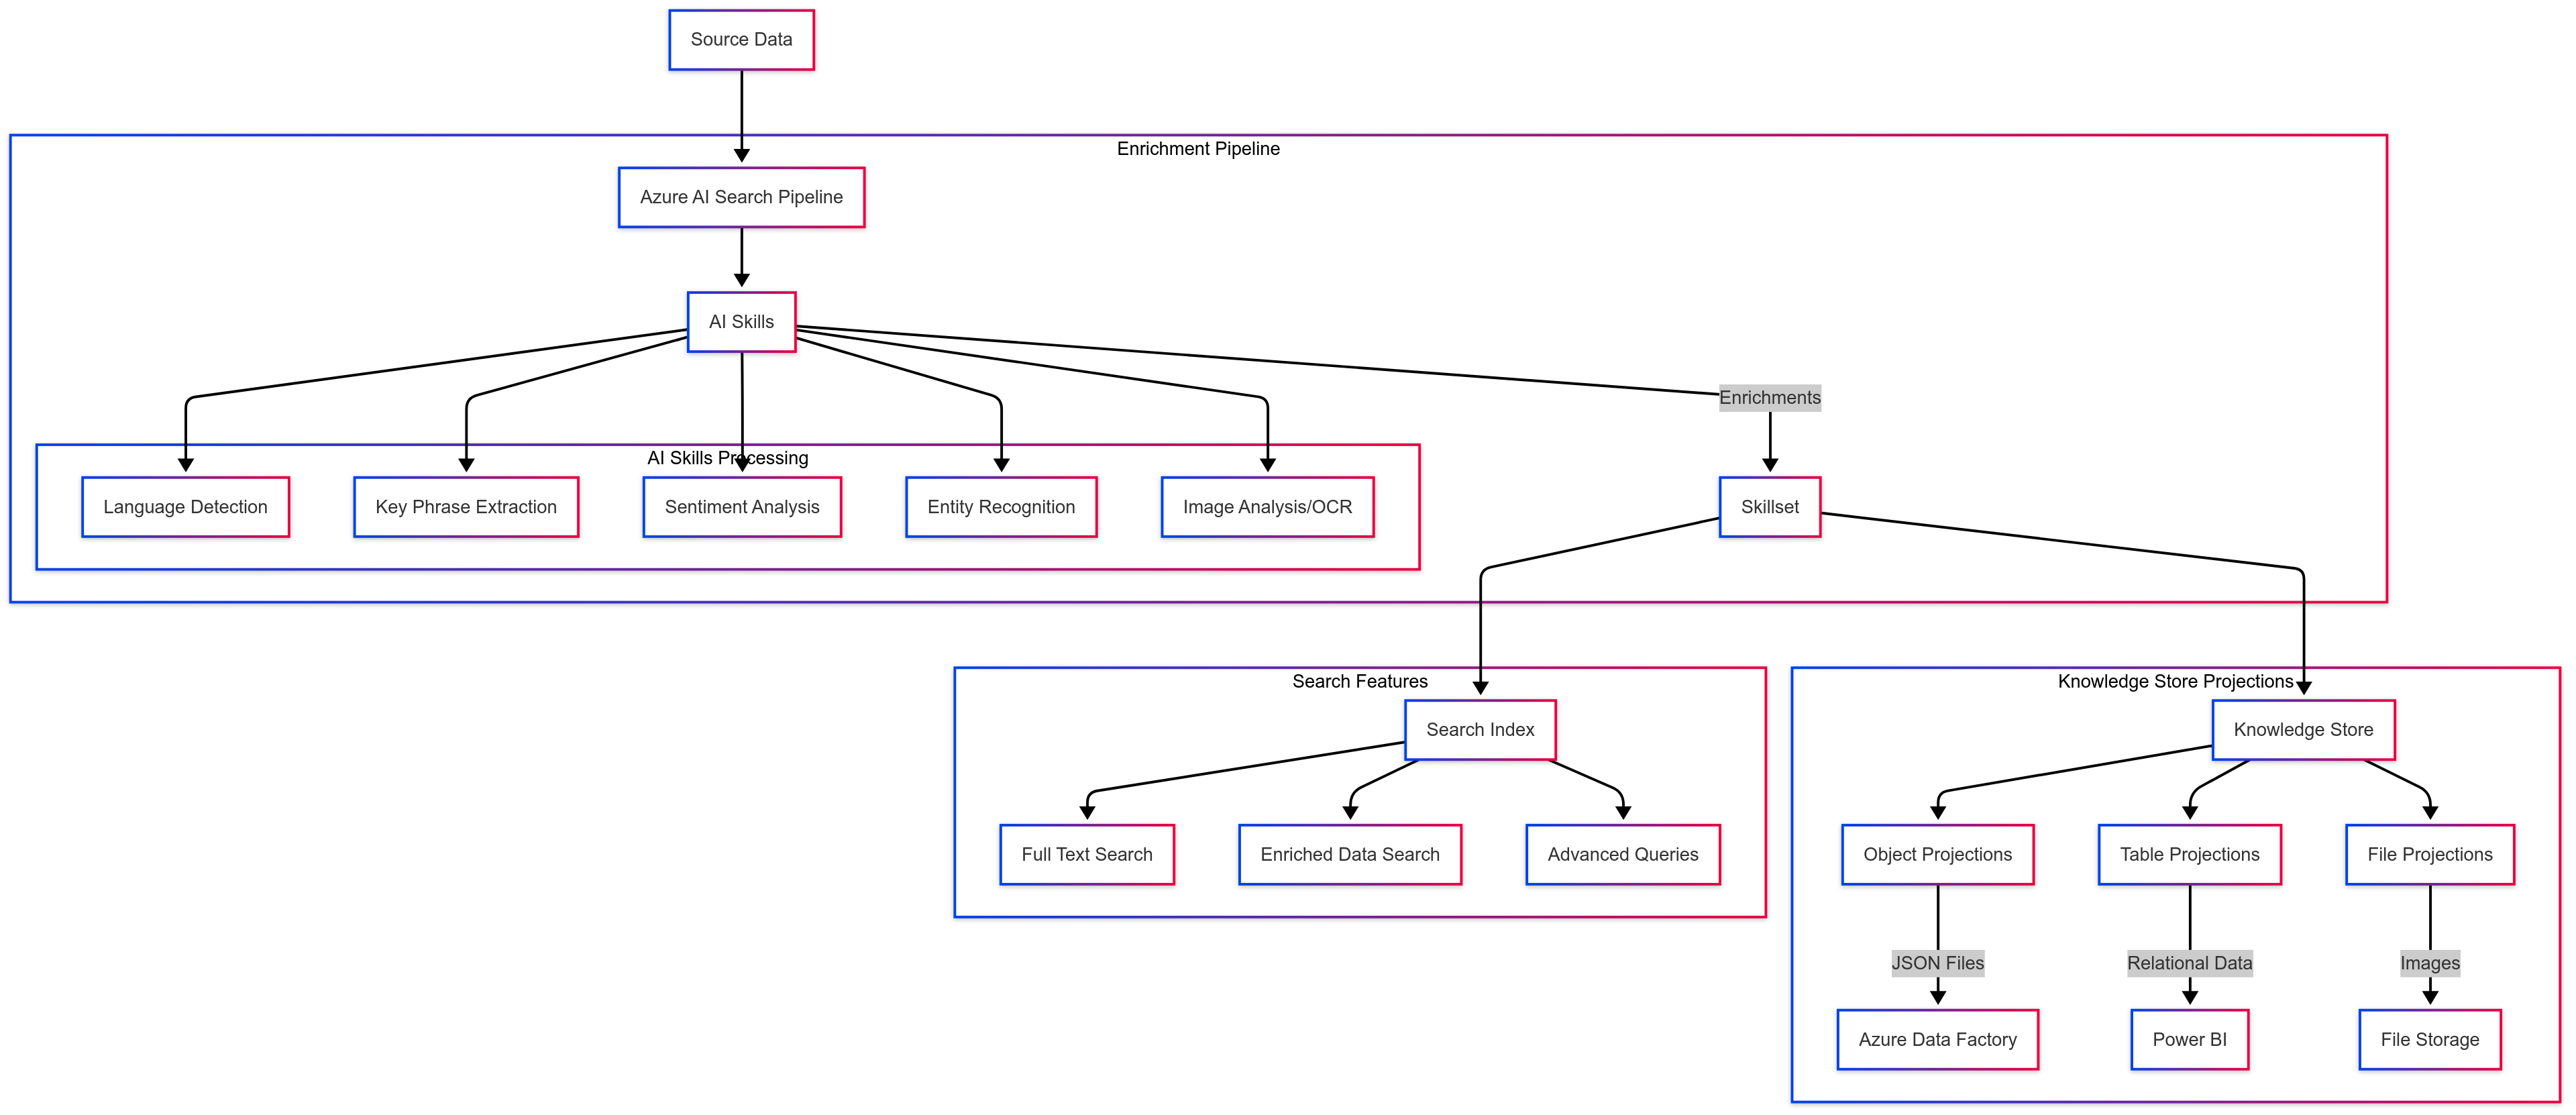 Source Data
Enrichment Pipeline
Azure AI Search Pipeline
AI Skills
Enrichments
AI Skills Processing
Language Detection
Key Phrase Extraction
Sentiment Analysis
Entity Recognition
Image Analysis/OCR
Skillset
Search Features
Knowledge Store Projections
Search Index
Knowledge Store
Full Text Search
Enriched Data Search
Advanced Queries
Object Projections
Table Projections
File Projections
JSON Files
Relational Data
Images
Azure Data Factory
Power BI
File Storage